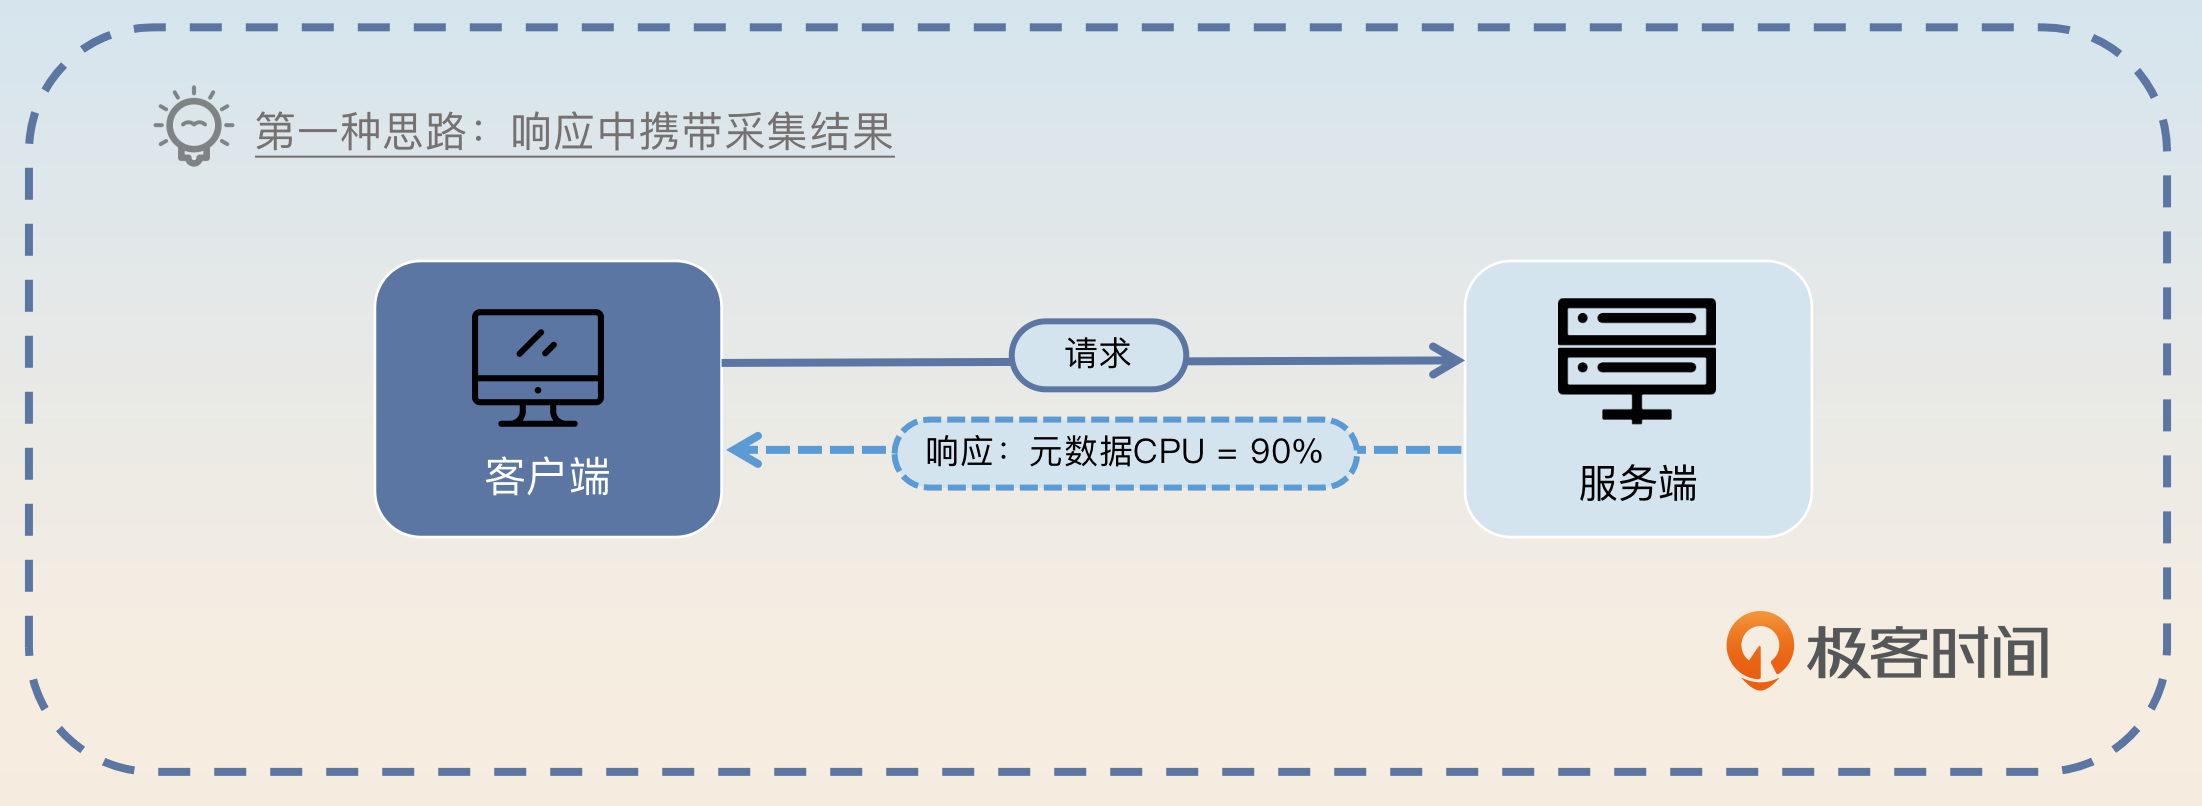 第一种思路：响应中携带采集结果
请求
响应：元数据CPU = 90%
客户端
服务端
极客时间